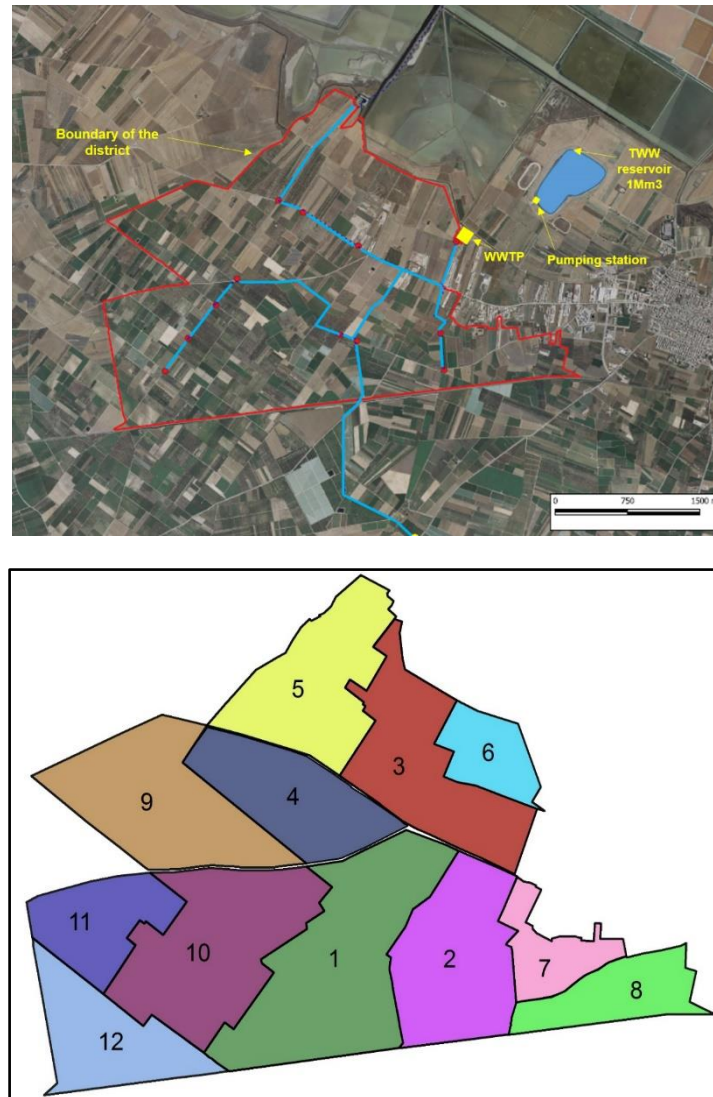 Boundary of the
district
TWW
reservoir
1Mm3
WWTP
Pumping station
0 750 1500
5
3
6
9
4
11
10
1
2
7
8
12